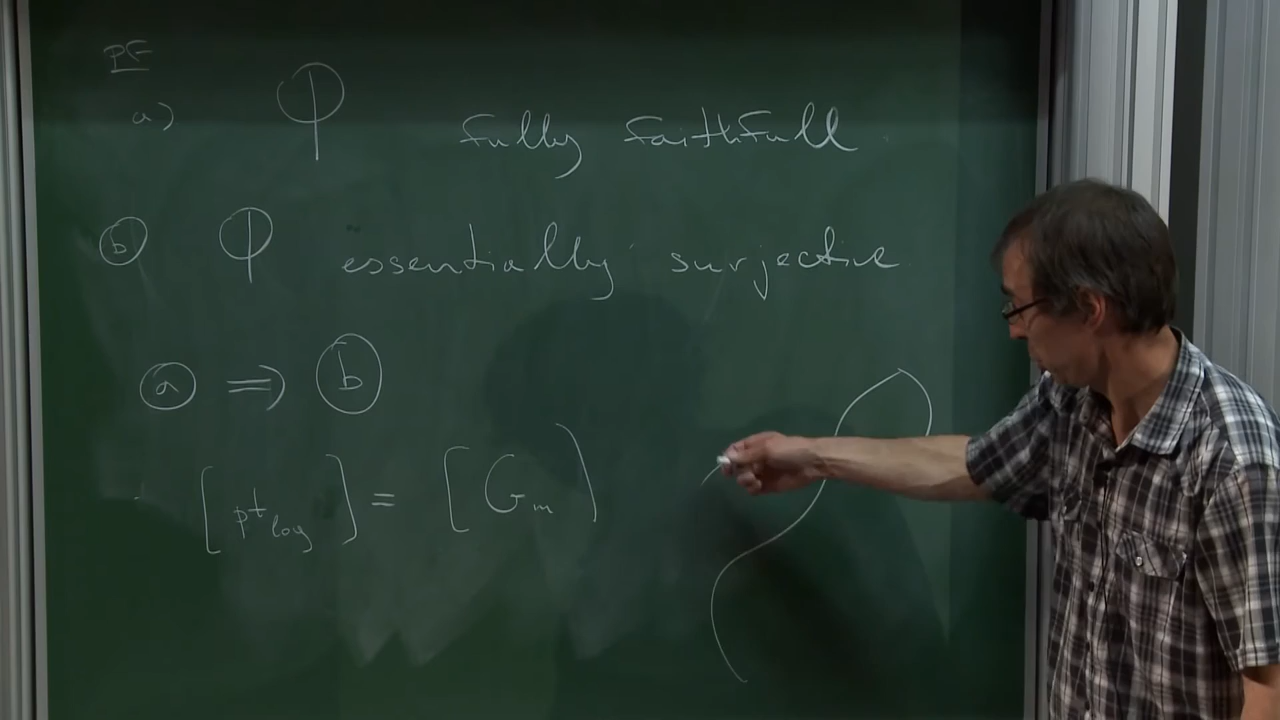 PF
a) φ fully faithfull.
ⓑ φ essentially surjective
ⓐ ⇒ ⓑ
[pt_log] = [G_m]